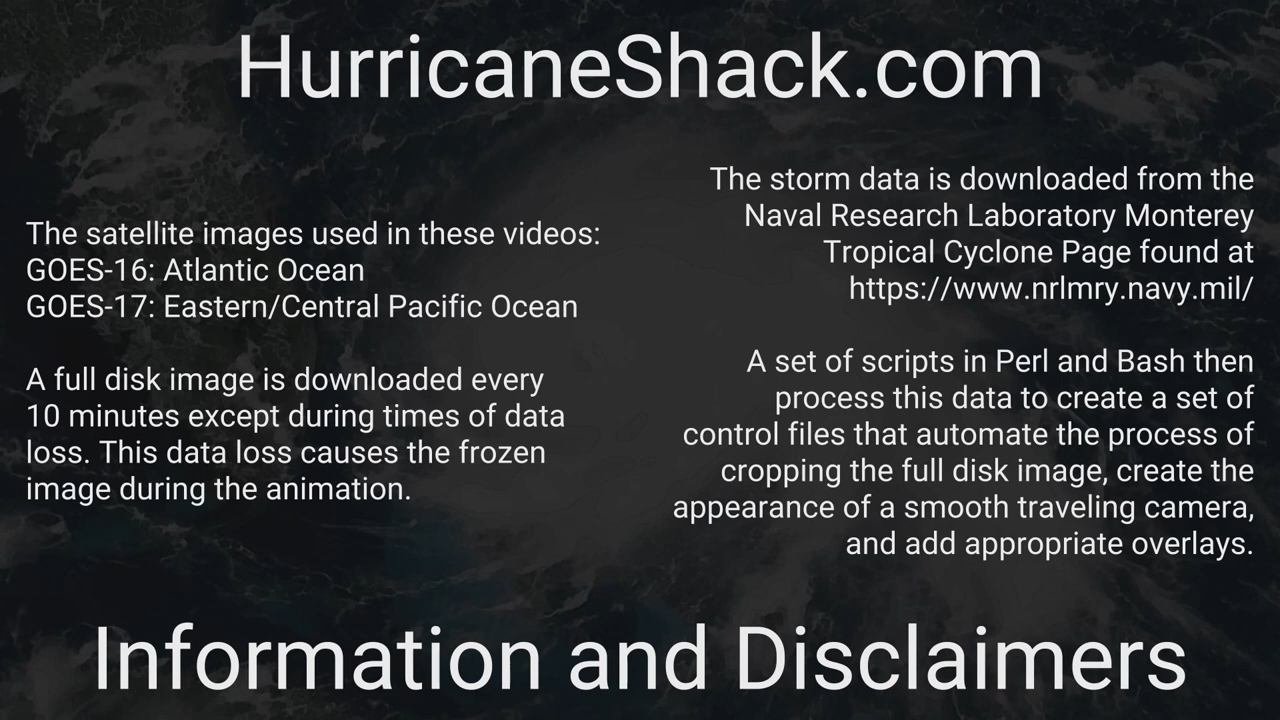 HurricaneShack.com
The satellite images used in these videos:
GOES-16: Atlantic Ocean
GOES-17: Eastern/Central Pacific Ocean
A full disk image is downloaded every
10 minutes except during times of data
loss. This data loss causes the frozen
image during the animation.
The storm data is downloaded from the
Naval Research Laboratory Monterey
Tropical Cyclone Page found at
https://www.nrlmry.navy.mil/
A set of scripts in Perl and Bash then
process this data to create a set of
control files that automate the process of
cropping the full disk image, create the
appearance of a smooth traveling camera,
and add appropriate overlays.
Information and Disclaimers